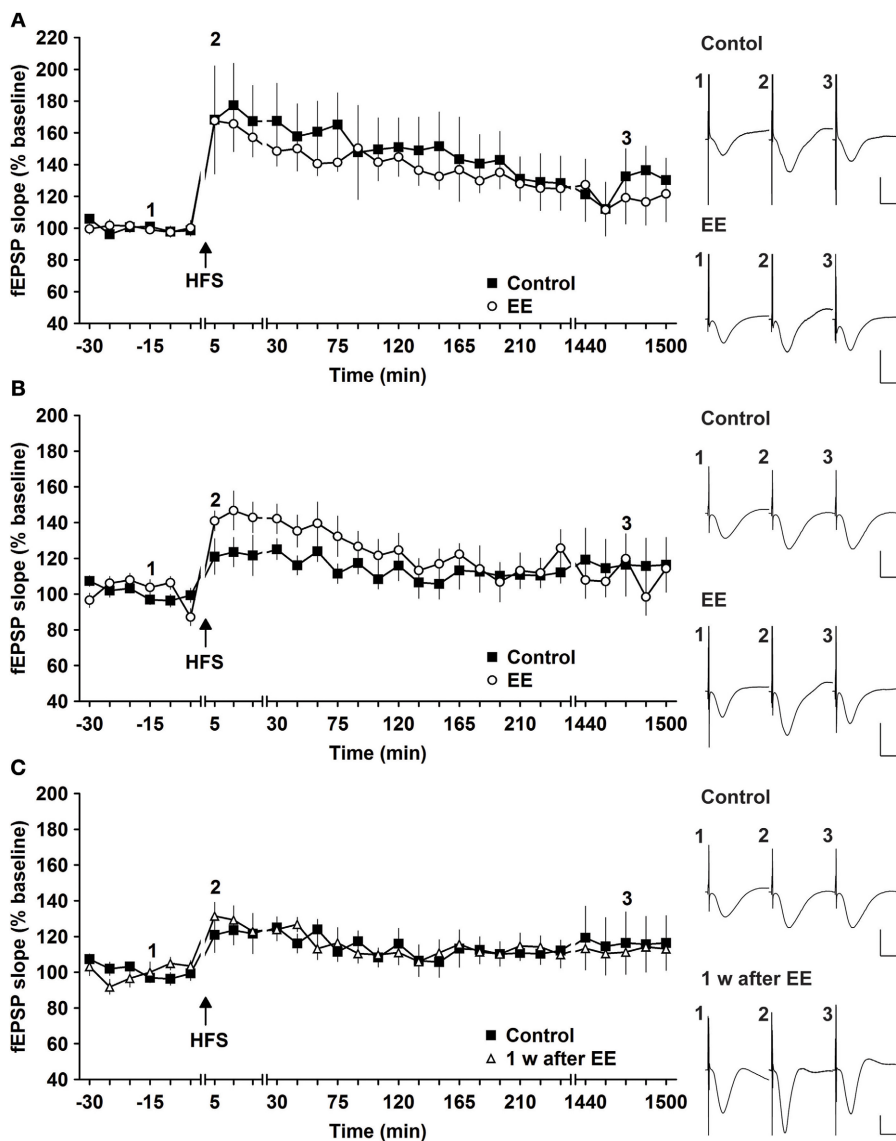 A
220
200
180
160
140
120
100
80
60
40
fEPSP slope (% baseline)
1
2
3
HFS
Control
EE
-30 -15 5 30 75 120 165 210 1440 1500
Time (min)
Contol
1 2 3
EE
1 2 3
B
200
180
160
140
120
100
80
60
40
fEPSP slope (% baseline)
1
2
3
HFS
Control
EE
-30 -15 5 30 75 120 165 210 1440 1500
Time (min)
Control
1 2 3
EE
1 2 3
C
200
180
160
140
120
100
80
60
40
fEPSP slope (% baseline)
1
2
3
HFS
Control
1 w after EE
-30 -15 5 30 75 120 165 210 1440 1500
Time (min)
Control
1 2 3
1 w after EE
1 2 3